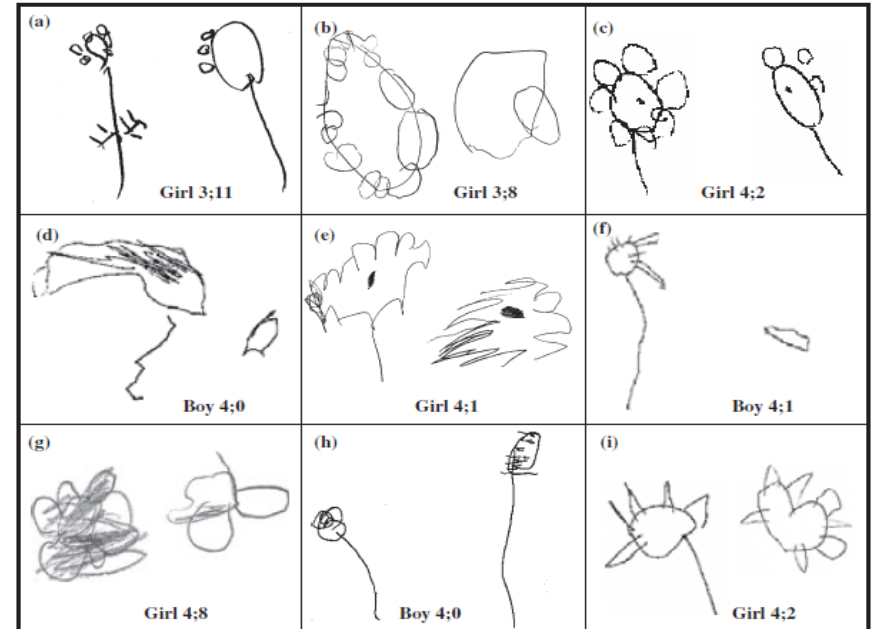 (a)
Girl 3;11
(b)
Girl 3;8
(c)
Girl 4;2
(d)
Boy 4;0
(e)
Girl 4;1
(f)
Boy 4;1
(g)
Girl 4;8
(h)
Boy 4;0
(i)
Girl 4;2